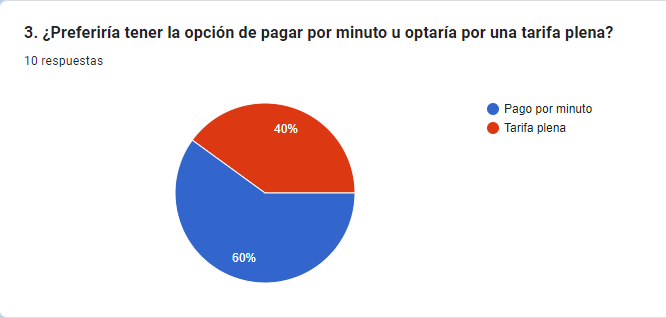 3. ¿Preferiría tener la opción de pagar por minuto u optaría por una tarifa plena?
10 respuestas
Pago por minuto
Tarifa plena
40%
60%